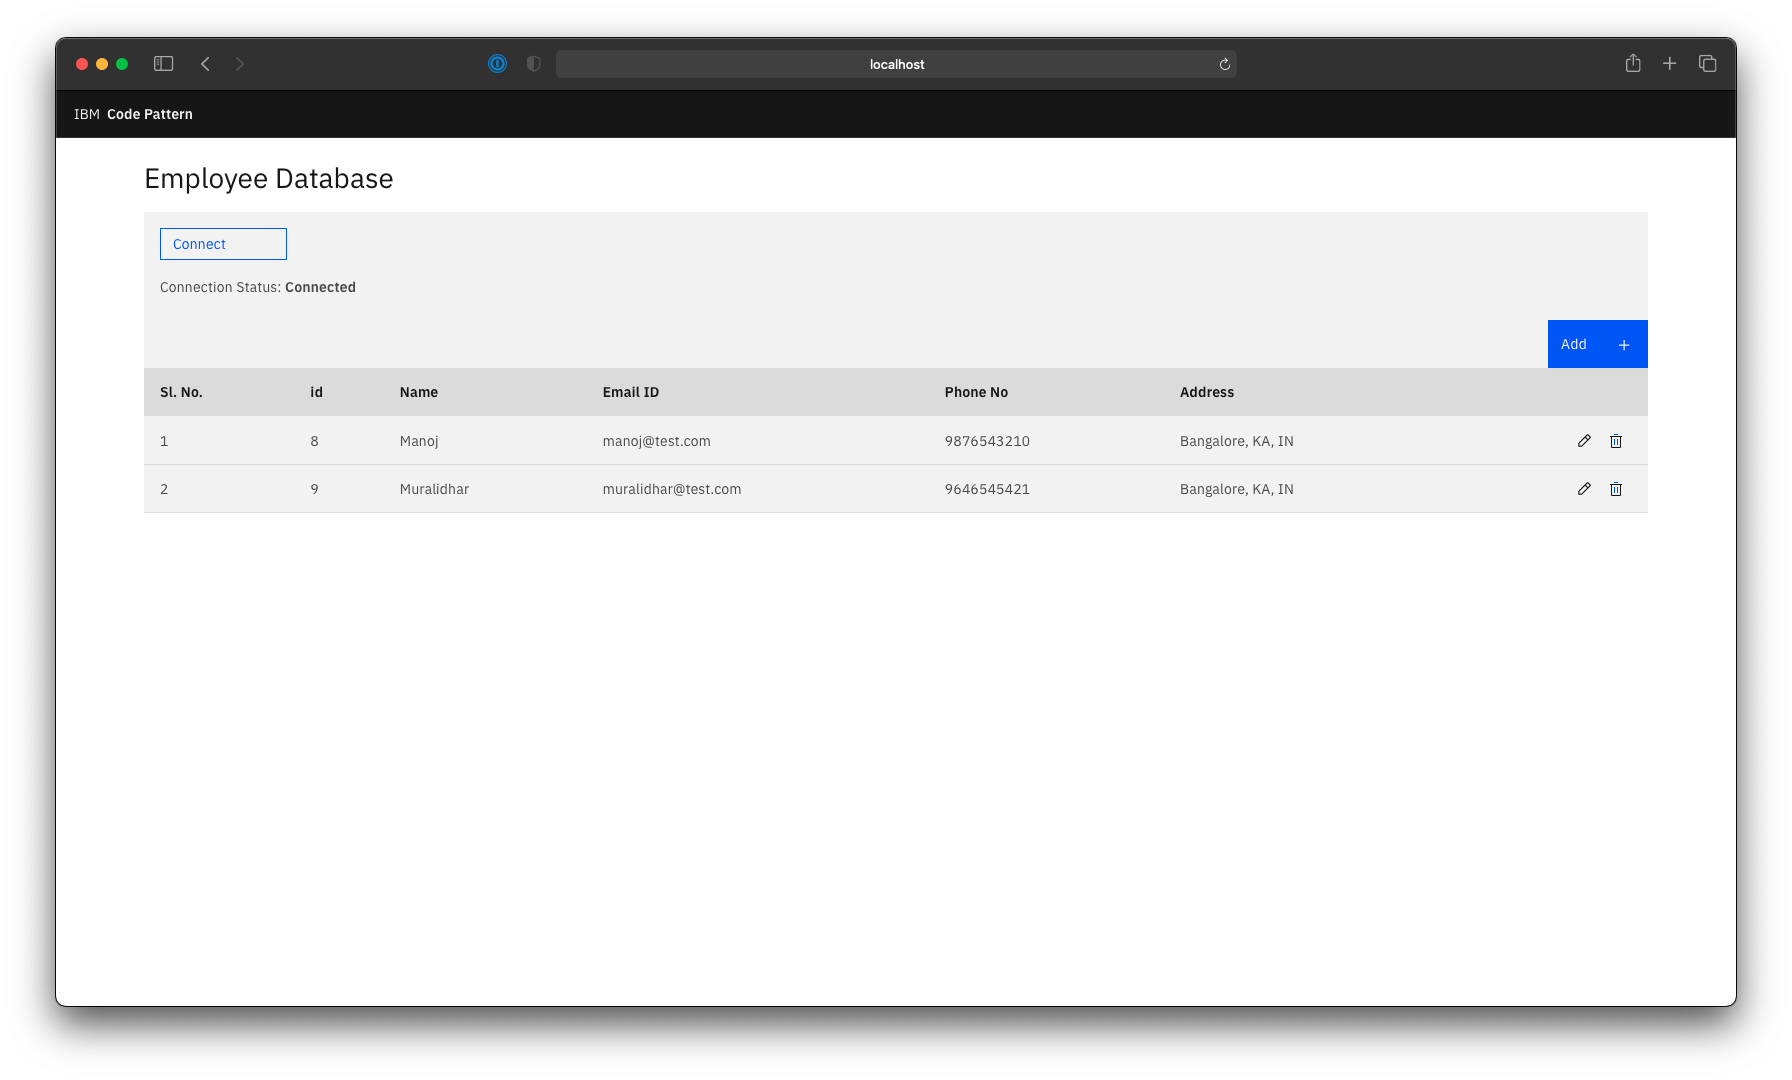 localhost
IBM Code Pattern
Employee Database
Connect
Connection Status: Connected
Add
Sl. No. id Name Email ID Phone No Address
1 8 Manoj manoj@test.com 9876543210 Bangalore, KA, IN
2 9 Muralidhar muralidhar@test.com 9646545421 Bangalore, KA, IN